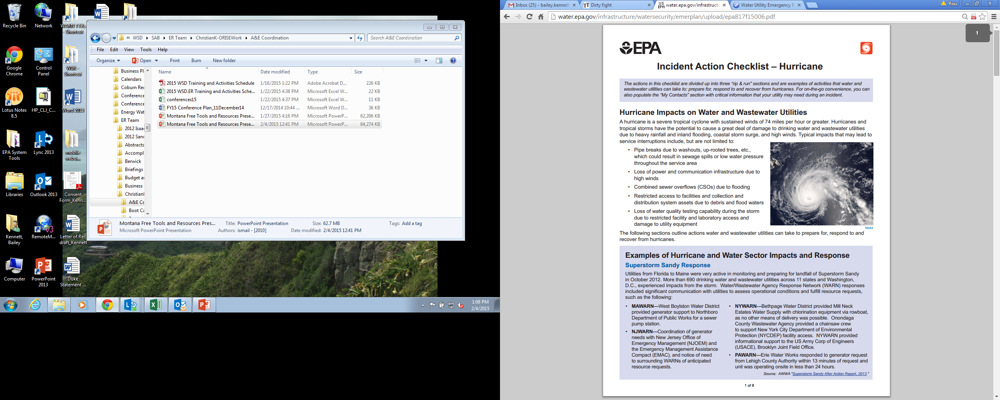 Recycle Bin
Network
WARN TTXs - Shortcut
Google Chrome
Control Panel
WIIR - Shortcut
Lotus Notes 8.5
HP_CLJ_C...
Word 2013
EPA System Tools
Lync 2013
mobile websi...
Libraries
Outlook 2013
Consent Form_Kenn...
Kennett, Bailey
RemoteM...
Letter of Rec draft_Kennett
Computer
PowerPoint 2013
Duke Statement ...
« WSD ▸ SAB ▸ ER Team ▸ ChristianK-ORISEWork ▸ A&E Coordination
Search A&E Coordination
File Edit View Tools Help
Organize Open Print Burn New folder
Business Pl
Calendars
Coburn Rec
Conference
Conference
Energy Wat
ER Team
2012 Isaa
2012 Sand
Abstracts
Accompl
Berwick
Briefings
Budget a
Business
Christian
A&E Co
Boot Ca
Name Date modified Type Size
2015 WSD Training and Activities Schedule 1/16/2015 1:22 PM Adobe Acrobat D... 226 KB
2015 WSD.ER Training and Activities Sche... 1/22/2015 4:38 PM Microsoft Excel W... 22 KB
conferences15 1/22/2015 4:37 PM Microsoft Excel W... 11 KB
FY15 Conference Plan_11December14 12/17/2014 10:44 ... Microsoft Word D... 36 KB
Montana Free Tools and Resources Prese... 1/27/2015 4:16 PM Microsoft PowerP... 62,206 KB
Montana Free Tools and Resources Prese... 2/4/2015 12:41 PM Microsoft PowerP... 64,274 KB
Montana Free Tools and Resources Pres... Title: PowerPoint Presentation Size: 62.7 MB Tags: Add a tag
Microsoft PowerPoint Presentation Authors: ismail - [2010] Date modified: 2/4/2015 12:41 PM
1:08 PM
2/4/2015
Inbox (25) - bailey.kennett
Dirty fight
water.epa.gov/infrastructu
Water Utility Emergency R
You
water.epa.gov/infrastructure/watersecurity/emerplan/upload/epa817f15006.pdf
1
EPA
Incident Action Checklist – Hurricane
The actions in this checklist are divided up into three “rip & run” sections and are examples of activities that water and
wastewater utilities can take to: prepare for, respond to and recover from hurricanes. For on-the-go convenience, you can
also populate the “My Contacts” section with critical information that your utility may need during an incident.
Hurricane Impacts on Water and Wastewater Utilities
A hurricane is a severe tropical cyclone with sustained winds of 74 miles per hour or greater. Hurricanes and
tropical storms have the potential to cause a great deal of damage to drinking water and wastewater utilities
due to heavy rainfall and inland flooding, coastal storm surge, and high winds. Typical impacts that may lead to
service interruptions include, but are not limited to:
• Pipe breaks due to washouts, up-rooted trees, etc.,
which could result in sewage spills or low water pressure
throughout the service area
• Loss of power and communication infrastructure due to
high winds
• Combined sewer overflows (CSOs) due to flooding
• Restricted access to facilities and collection and
distribution system assets due to debris and flood waters
• Loss of water quality testing capability during the storm
due to restricted facility and laboratory access and
damage to utility equipment
NOAA
The following sections outline actions water and wastewater utilities can take to prepare for, respond to and
recover from hurricanes.
Examples of Hurricane and Water Sector Impacts and Response
Superstorm Sandy Response
Utilities from Florida to Maine were very active in monitoring and preparing for landfall of Superstorm Sandy
in October 2012. More than 690 drinking water and wastewater utilities across 11 states and Washington,
D.C., experienced impacts from the storm. Water/Wastewater Agency Response Network (WARN) responses
included significant communication with utilities to assess operational conditions and fulfill resource requests,
such as the following:
• MAWARN—West Boylston Water District
provided generator support to Northboro
Department of Public Works for a sewer
pump station.
• NJWARN—Coordination of generator
needs with New Jersey Office of
Emergency Management (NJOEM) and
the Emergency Management Assistance
Compact (EMAC), and notice of need
to surrounding WARNs of anticipated
resource requests.
• NYWARN—Bethpage Water District provided Mill Neck
Estates Water Supply with chlorination equipment via rowboat,
as no other means of delivery was possible. Onondaga
County Wastewater Agency provided a chainsaw crew
to support New York City Department of Environmental
Protection (NYCDEP) facility access. NYWARN provided
informational support to the US Army Corp of Engineers
(USACE), Brooklyn Joint Field Office.
• PAWARN—Erie Water Works responded to generator request
from Lehigh County Authority within 13 minutes of request and
unit was operating onsite in less than 24 hours.
Source: AWWA “Superstorm Sandy After Action Report, 2013.”
1 of 8